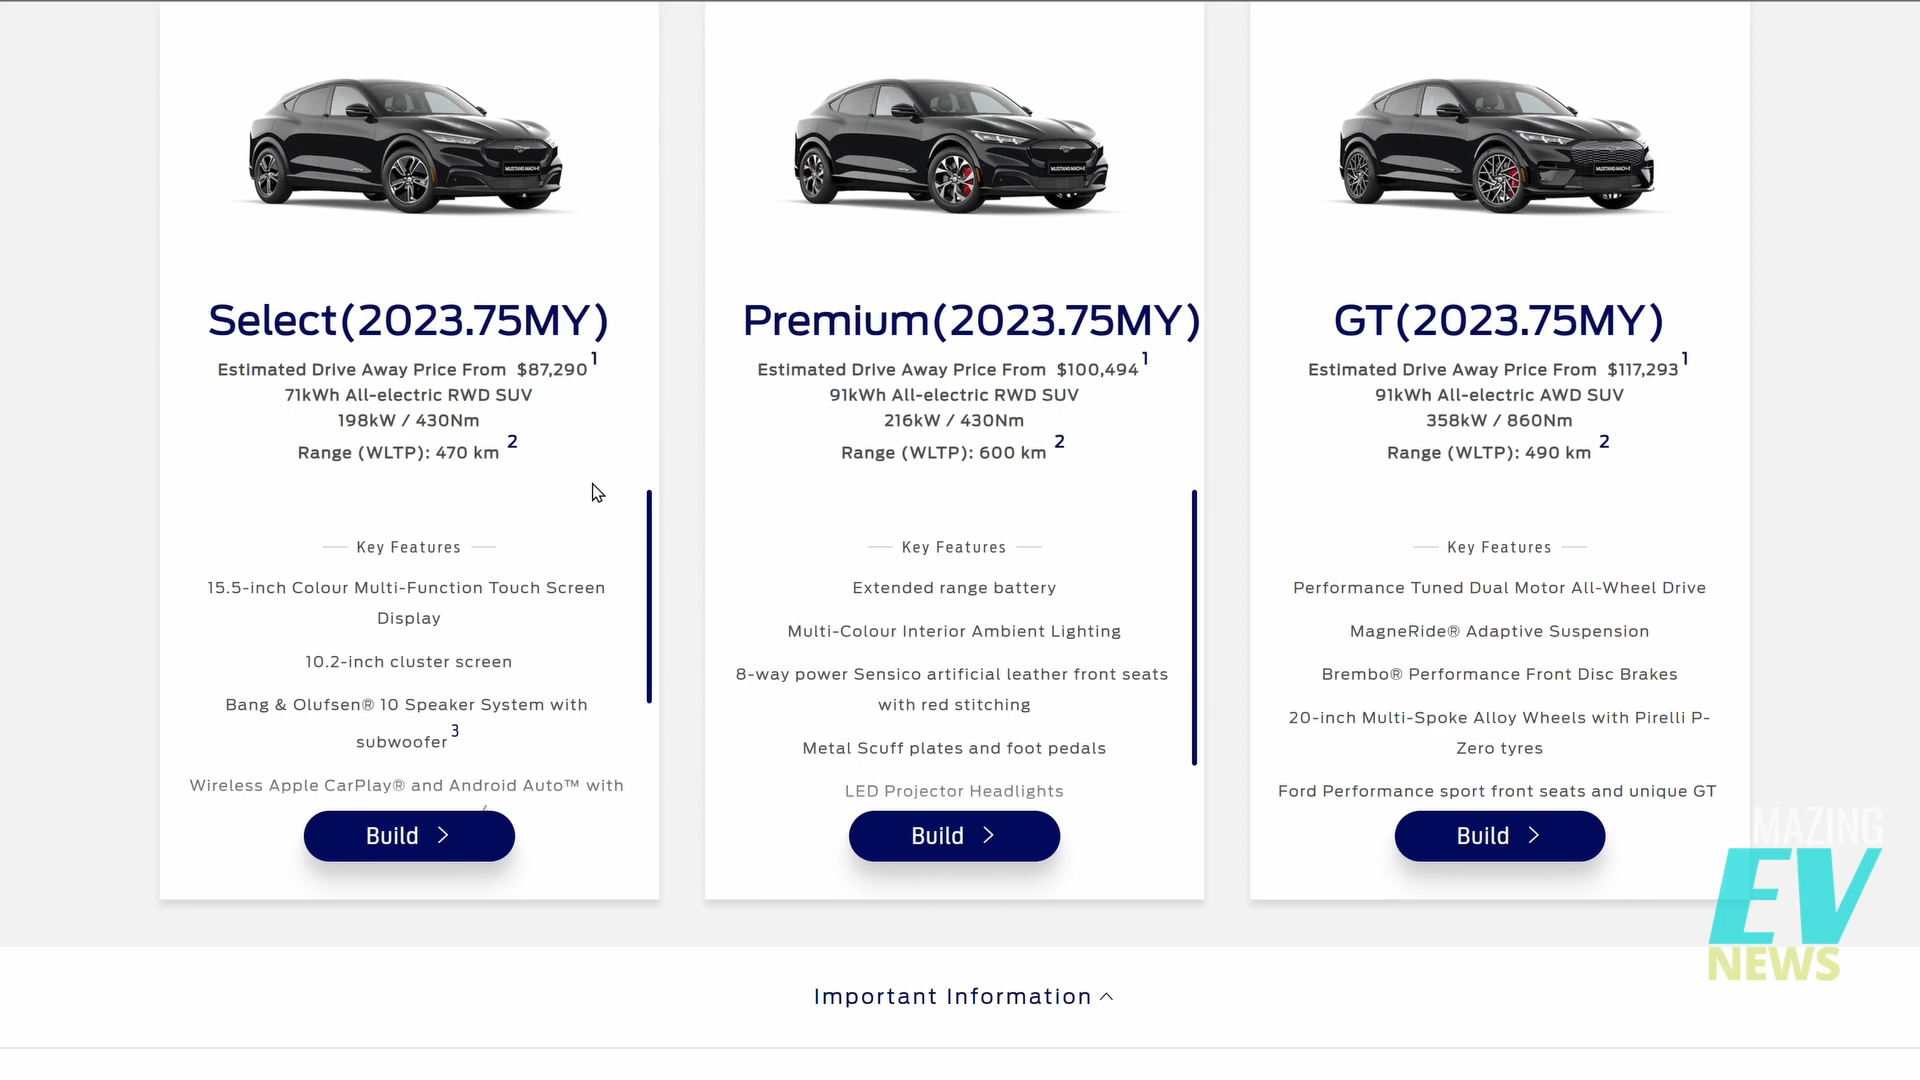 Select(2023.75MY)
Estimated Drive Away Price From $87,290 1
71kWh All-electric RWD SUV
198kW / 430Nm
Range (WLTP): 470 km 2
Key Features
15.5-inch Colour Multi-Function Touch Screen
Display
10.2-inch cluster screen
Bang & Olufsen® 10 Speaker System with
subwoofer 3
Wireless Apple CarPlay® and Android Auto™ with
Build
Premium(2023.75MY)
Estimated Drive Away Price From $100,494 1
91kWh All-electric RWD SUV
216kW / 430Nm
Range (WLTP): 600 km 2
Key Features
Extended range battery
Multi-Colour Interior Ambient Lighting
8-way power Sensico artificial leather front seats
with red stitching
Metal Scuff plates and foot pedals
LED Projector Headlights
Build
GT(2023.75MY)
Estimated Drive Away Price From $117,293 1
91kWh All-electric AWD SUV
358kW / 860Nm
Range (WLTP): 490 km 2
Key Features
Performance Tuned Dual Motor All-Wheel Drive
MagneRide® Adaptive Suspension
Brembo® Performance Front Disc Brakes
20-inch Multi-Spoke Alloy Wheels with Pirelli P-
Zero tyres
Ford Performance sport front seats and unique GT
Build
MUSTANG MACH-E
MUSTANG MACH-E
MUSTANG MACH-E
Important Information
MAZING
EV
NEWS